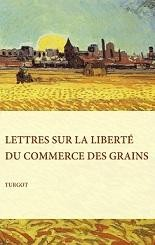 LETTRES SUR LA LIBERTÉ
DU COMMERCE DES GRAINS
TURGOT